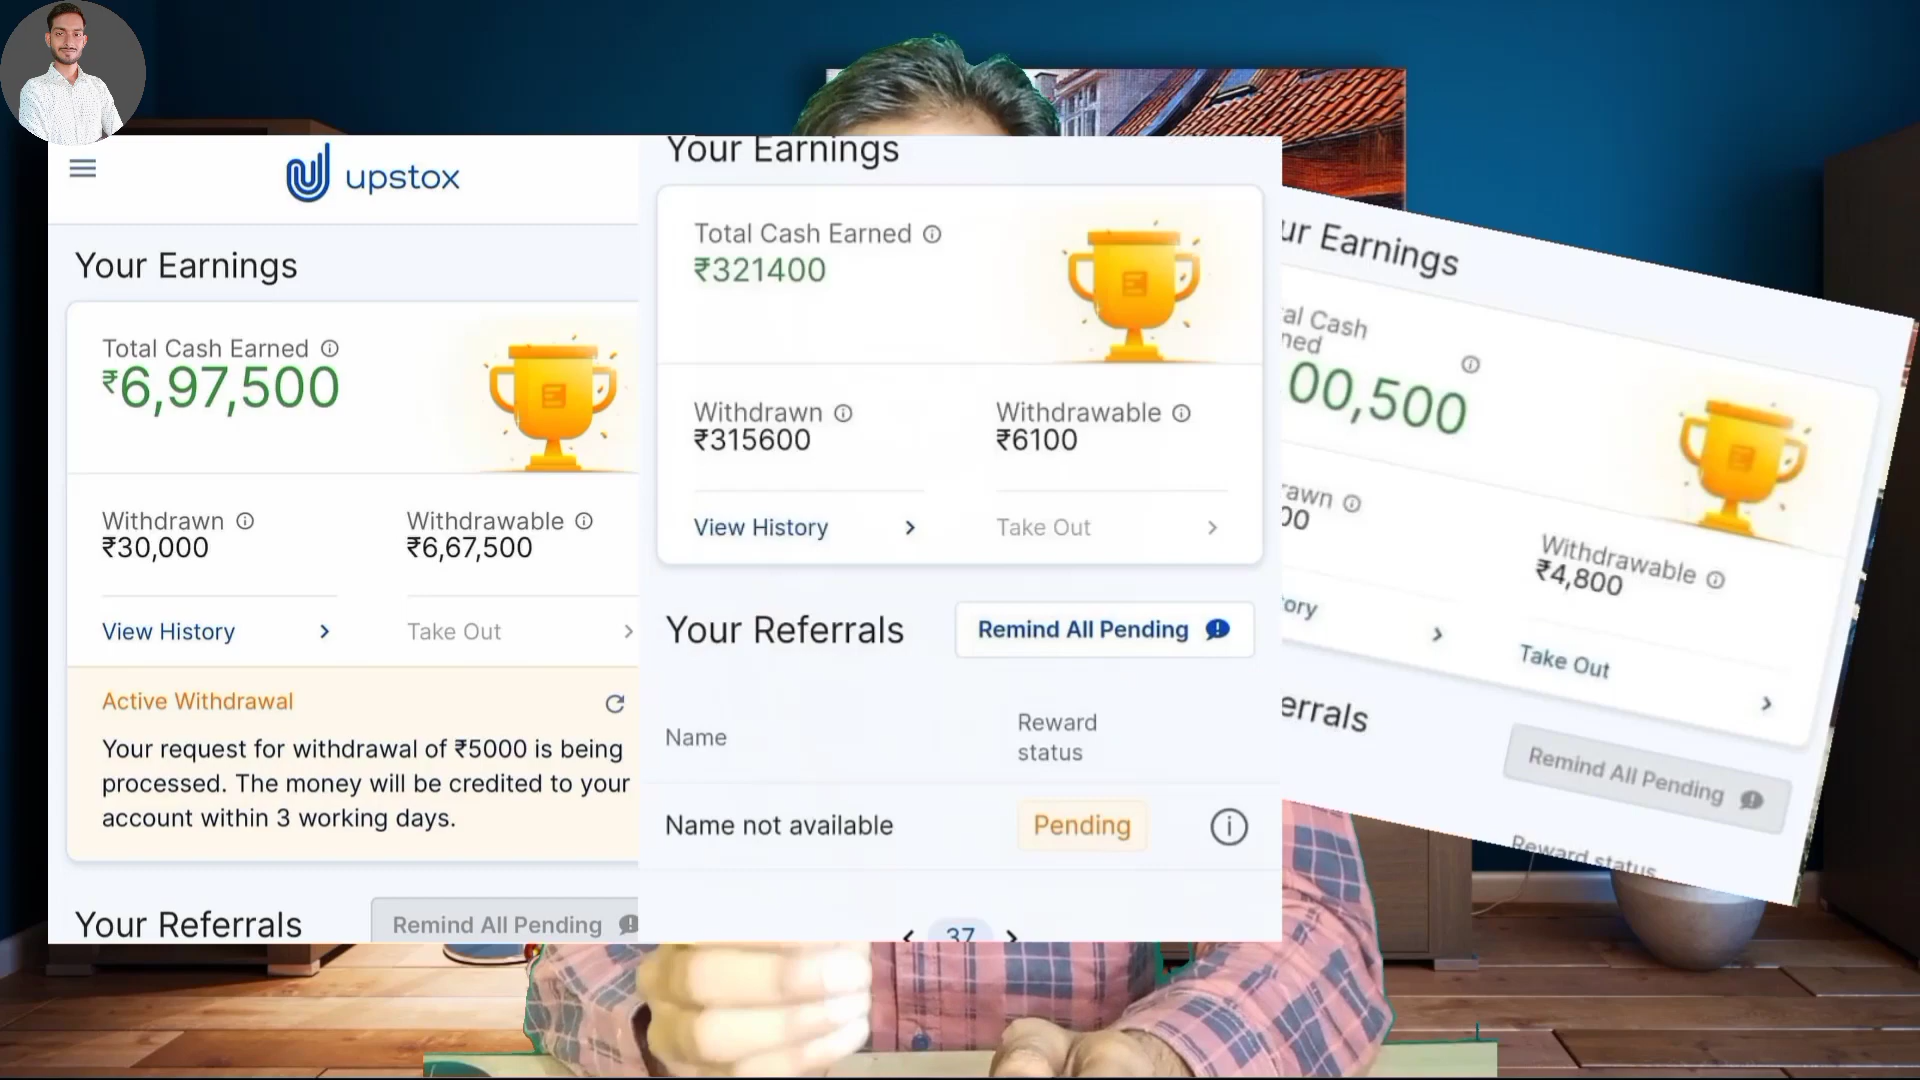 upstox
Your Earnings
Total Cash Earned
₹6,97,500
Withdrawn
₹30,000
Withdrawable
₹6,67,500
View History
Take Out
Active Withdrawal
Your request for withdrawal of ₹5000 is being
processed. The money will be credited to your
account within 3 working days.
Your Referrals
Remind All Pending
Your Earnings
Total Cash Earned
₹321400
Withdrawn
₹315600
Withdrawable
₹6100
View History
Take Out
Your Referrals
Remind All Pending
Name
Reward
status
Name not available
Pending
37
ur Earnings
al Cash
ned
00,500
rawn
00
Withdrawable
₹4,800
ory
Take Out
errals
Remind All Pending
Reward status